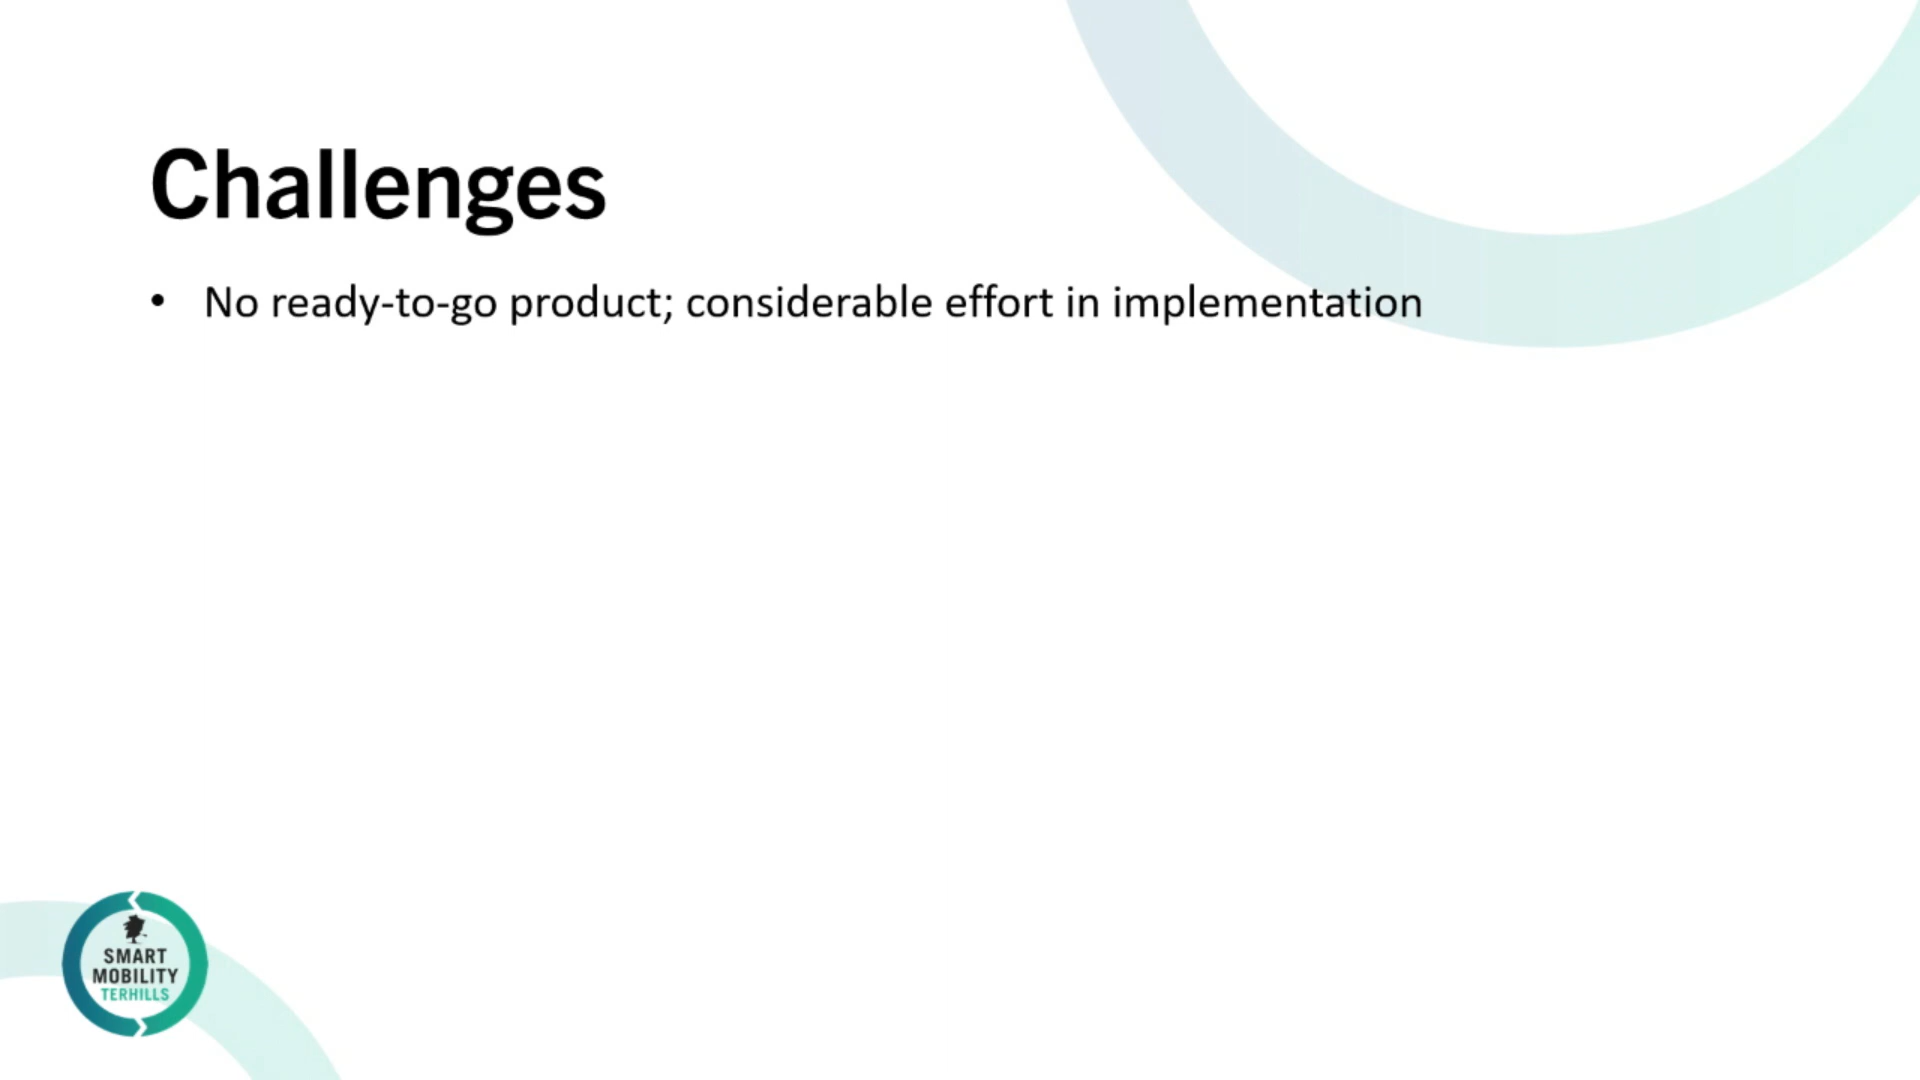 Challenges
• No ready-to-go product; considerable effort in implementation
SMART
MOBILITY
TERHILLS